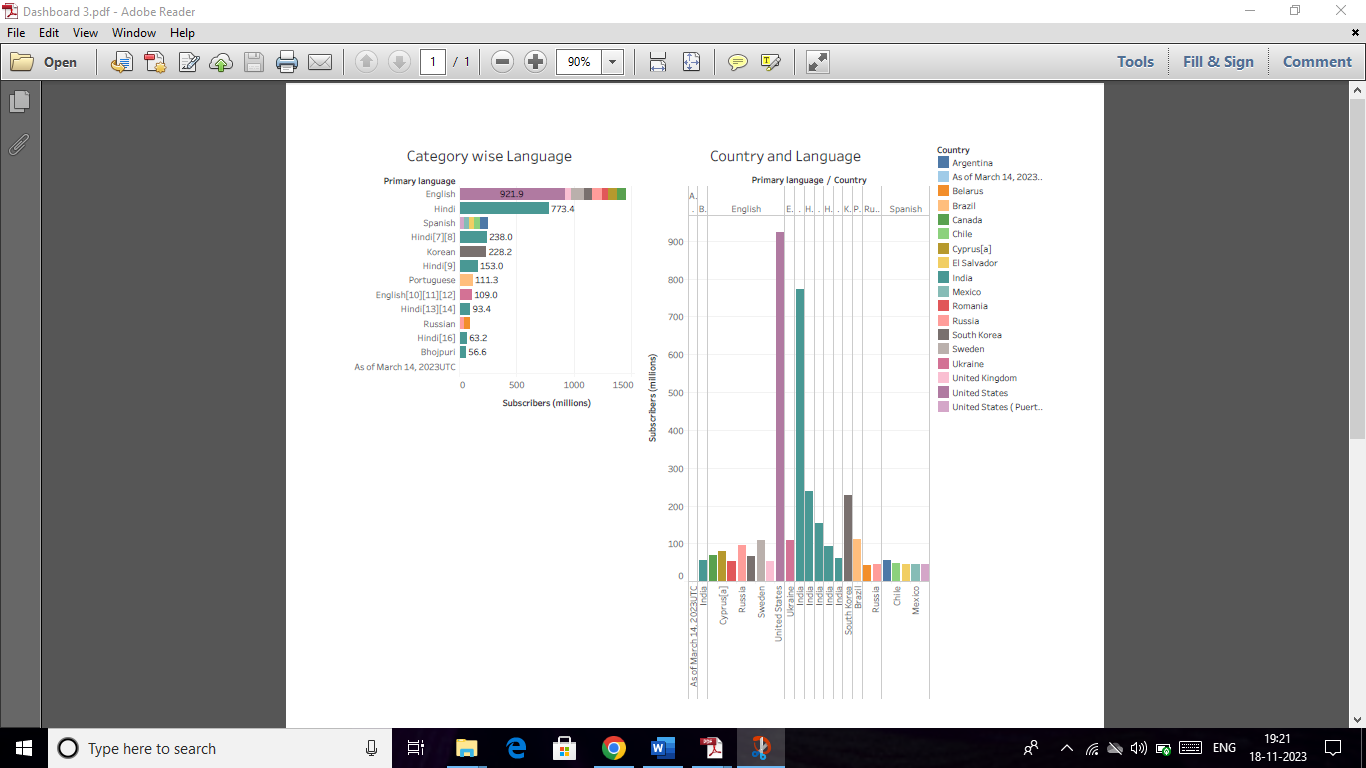 Dashboard 3.pdf - Adobe Reader
File Edit View Window Help
Open 1 / 1 90% Tools Fill & Sign Comment
Category wise Language
Primary language
English 921.9
Hindi 773.4
Spanish
Hindi[7][8] 238.0
Korean 228.2
Hindi[9] 153.0
Portuguese 111.3
English[10][11][12] 109.0
Hindi[13][14] 93.4
Russian
Hindi[16] 63.2
Bhojpuri 56.6
As of March 14, 2023UTC
0 500 1000 1500
Subscribers (millions)
Country and Language
Primary language / Country
A..
B. English E. . H. . H. . K. P. Ru.. Spanish
Subscribers (millions)
900
800
700
600
500
400
300
200
100
0
As of March 14, 2023UTC
India
Cyprus[a]
Russia
Sweden
United States
Ukraine
India
India
India
India
India
South Korea
Brazil
Russia
Chile
Mexico
Country
Argentina
As of March 14, 2023..
Belarus
Brazil
Canada
Chile
Cyprus[a]
El Salvador
India
Mexico
Romania
Russia
South Korea
Sweden
Ukraine
United Kingdom
United States
United States ( Puert..
Type here to search
ENG
19:21
18-11-2023